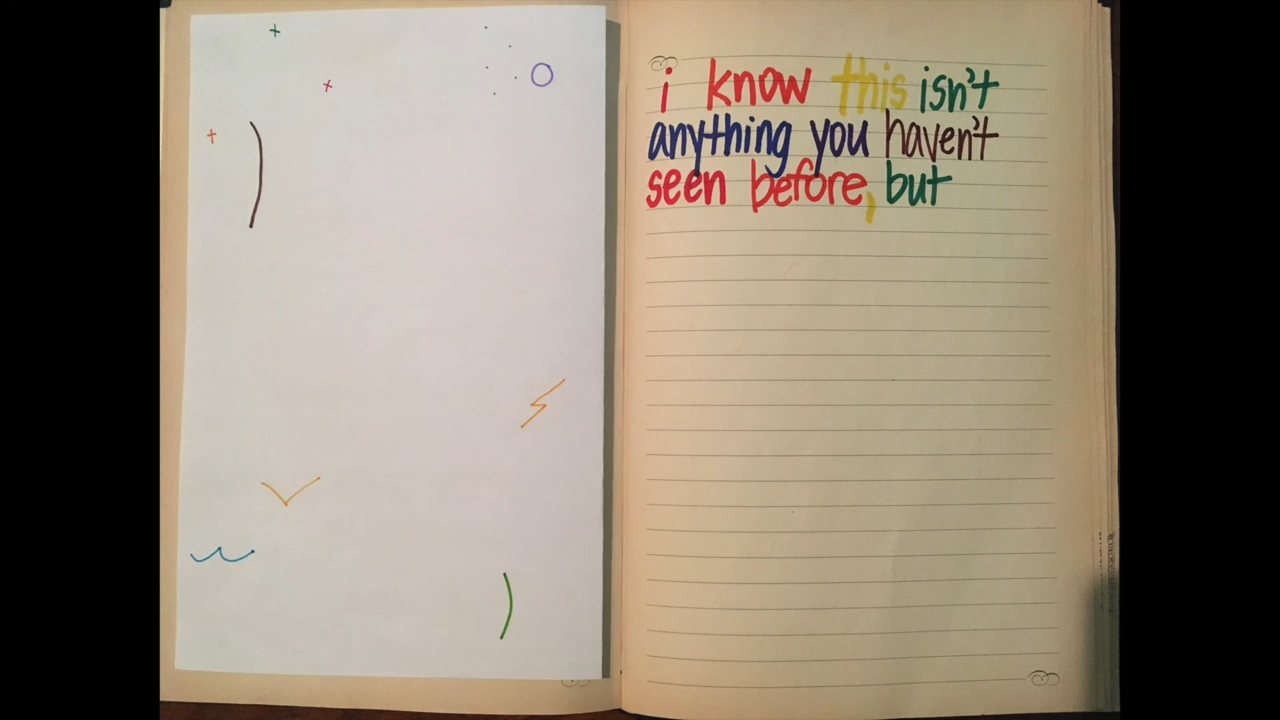 i know this isn't
anything you haven't
seen before, but